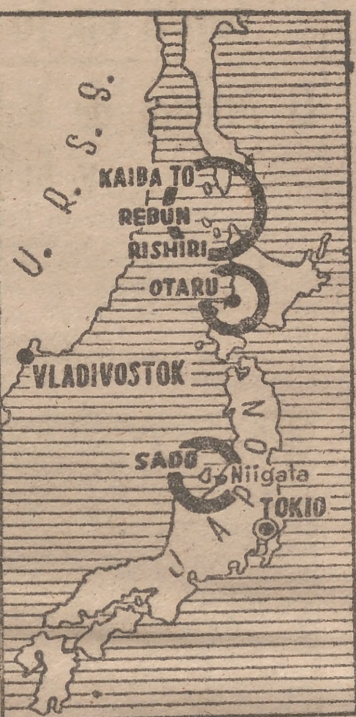 U. R. S. S.
KAIBA TO
REBUN
RISHIRI
OTARU
VLADIVOSTOK
SADO
Niigata
TOKIO
JAPON